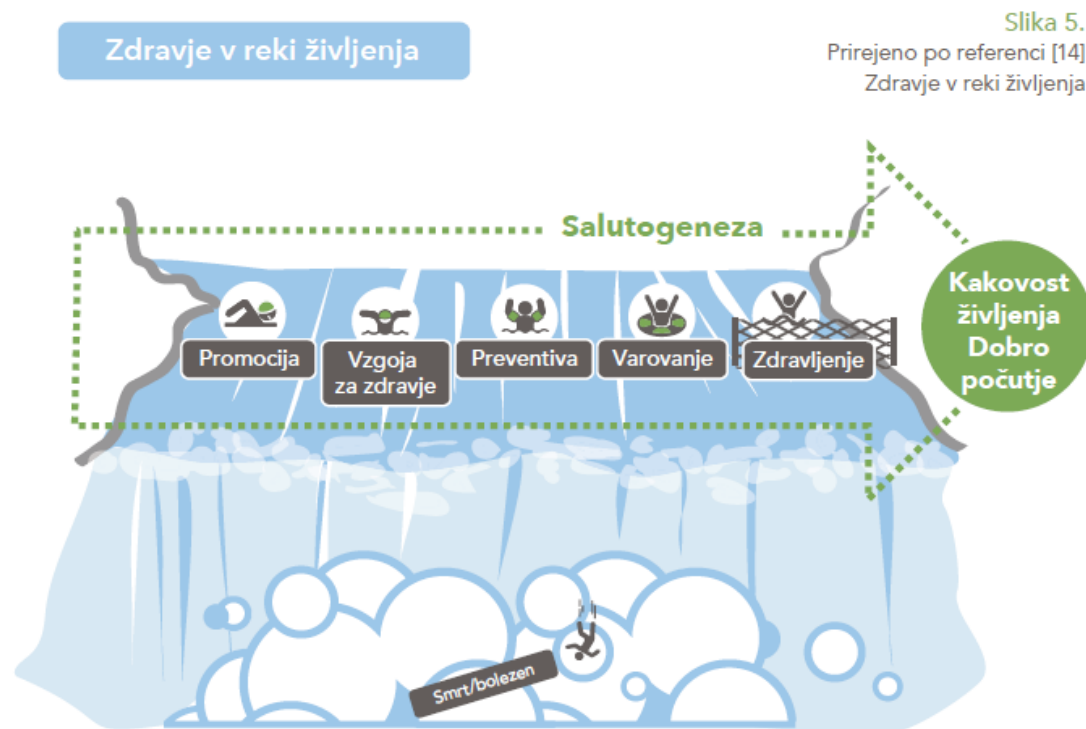 Zdravje v reki življenja
Slika 5.
Prirejeno po referenci [14]
Zdravje v reki življenja
Salutogeneza
Promocija
Vzgoja
za zdravje
Preventiva
Varovanje
Zdravljenje
Kakovost
življenja
Dobro
počutje
Smrt/bolezen